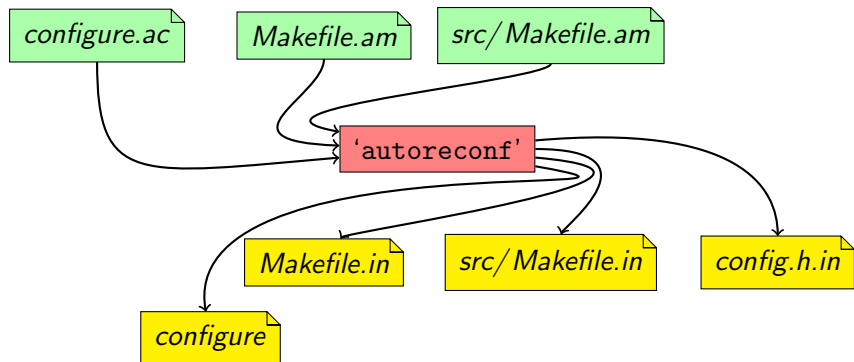 configure.ac
Makefile.am
src/Makefile.am
‘autoreconf’
Makefile.in
src/Makefile.in
config.h.in
configure